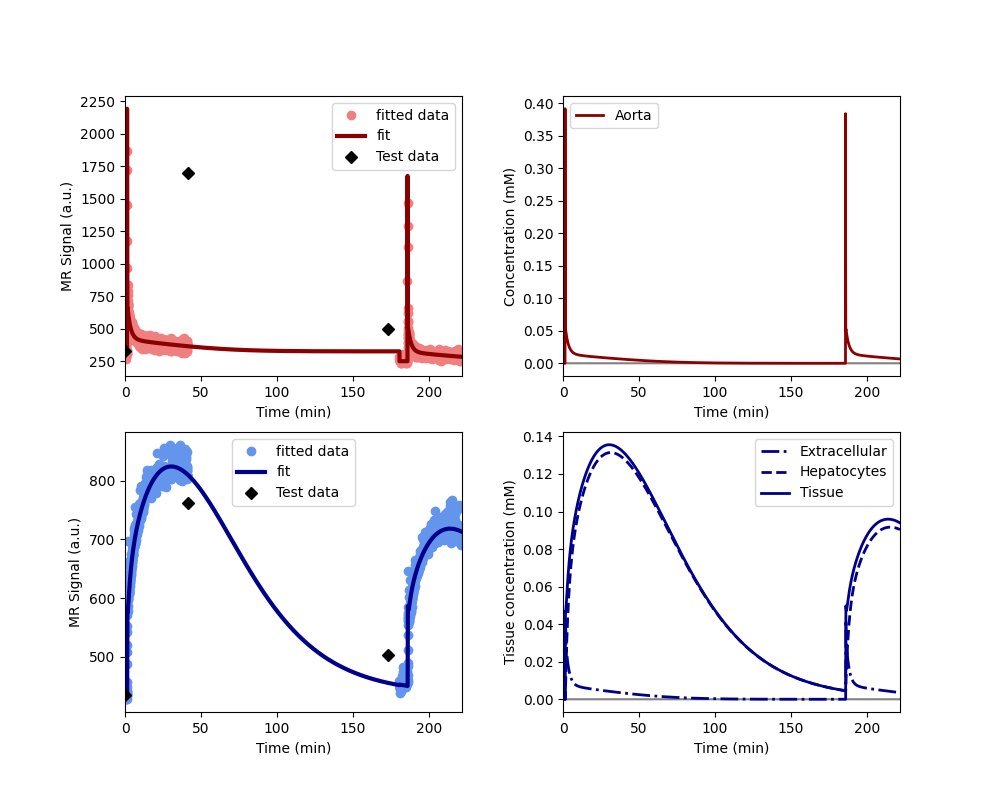 MR Signal (a.u.)
2250
2000
1750
1500
1250
1000
750
500
250
fitted data
fit
Test data
0 50 100 150 200
Time (min)
Concentration (mM)
0.40
0.35
0.30
0.25
0.20
0.15
0.10
0.05
0.00
Aorta
0 50 100 150 200
Time (min)
MR Signal (a.u.)
800
700
600
500
fitted data
fit
Test data
0 50 100 150 200
Time (min)
Tissue concentration (mM)
0.14
0.12
0.10
0.08
0.06
0.04
0.02
0.00
Extracellular
Hepatocytes
Tissue
0 50 100 150 200
Time (min)